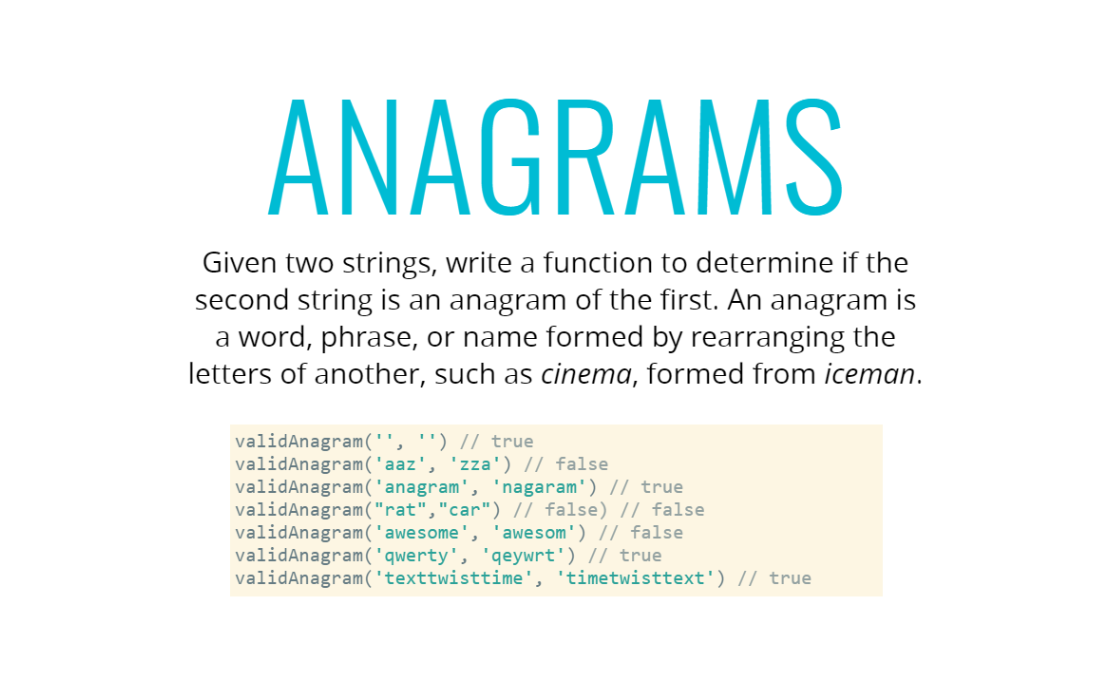 ANAGRAMS
Given two strings, write a function to determine if the
second string is an anagram of the first. An anagram is
a word, phrase, or name formed by rearranging the
letters of another, such as cinema, formed from iceman.
validAnagram('', '') // true
validAnagram('aaz', 'zza') // false
validAnagram('anagram', 'nagaram') // true
validAnagram("rat","car") // false) // false
validAnagram('awesome', 'awesom') // false
validAnagram('qwerty', 'qeywrt') // true
validAnagram('texttwisttime', 'timetwisttext') // true